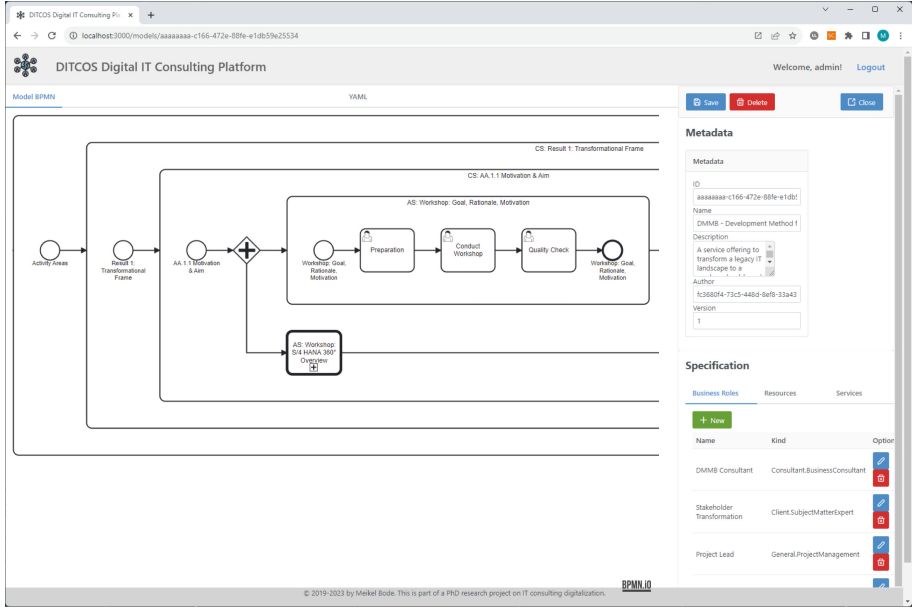 DITCOS Digital IT Consulting Pla
localhost:3000/models/aaaaaaaa-c166-472e-88fe-e1db59e25534
M
DITCOS Digital IT Consulting Platform
Welcome, admin!
Logout
Model BPMN
YAML
Save
Delete
Close
CS: Result 1: Transformational Frame
CS: AA.1.1 Motivation & Aim
AS: Workshop: Goal, Rationale, Motivation
Preparation
Conduct
Workshop
Quality Check
Activity Areas
Result 1:
Transformational
Frame
AA.1.1 Motivation
& Aim
Workshop: Goal,
Rationale,
Motivation
Workshop: Goal,
Rationale,
Motivation
AS: Workshop:
S/4 HANA 360°
Overview
Metadata
Metadata
ID
aaaaaaaa-c166-472e-88fe-e1db5
Name
DMMB - Development Method f
Description
A service offering to
transform a legacy IT
landscape to a
Author
fc3680f4-73c5-448d-8ef8-33a43
Version
1
Specification
Business Roles
Resources
Services
New
Name
Kind
Option
DMMB Consultant
Consultant.BusinessConsultant
Stakeholder
Transformation
Client.SubjectMatterExpert
Project Lead
General.ProjectManagement
BPMN.iO
© 2019-2023 by Meikel Bode. This is part of a PhD research project on IT consulting digitalization.